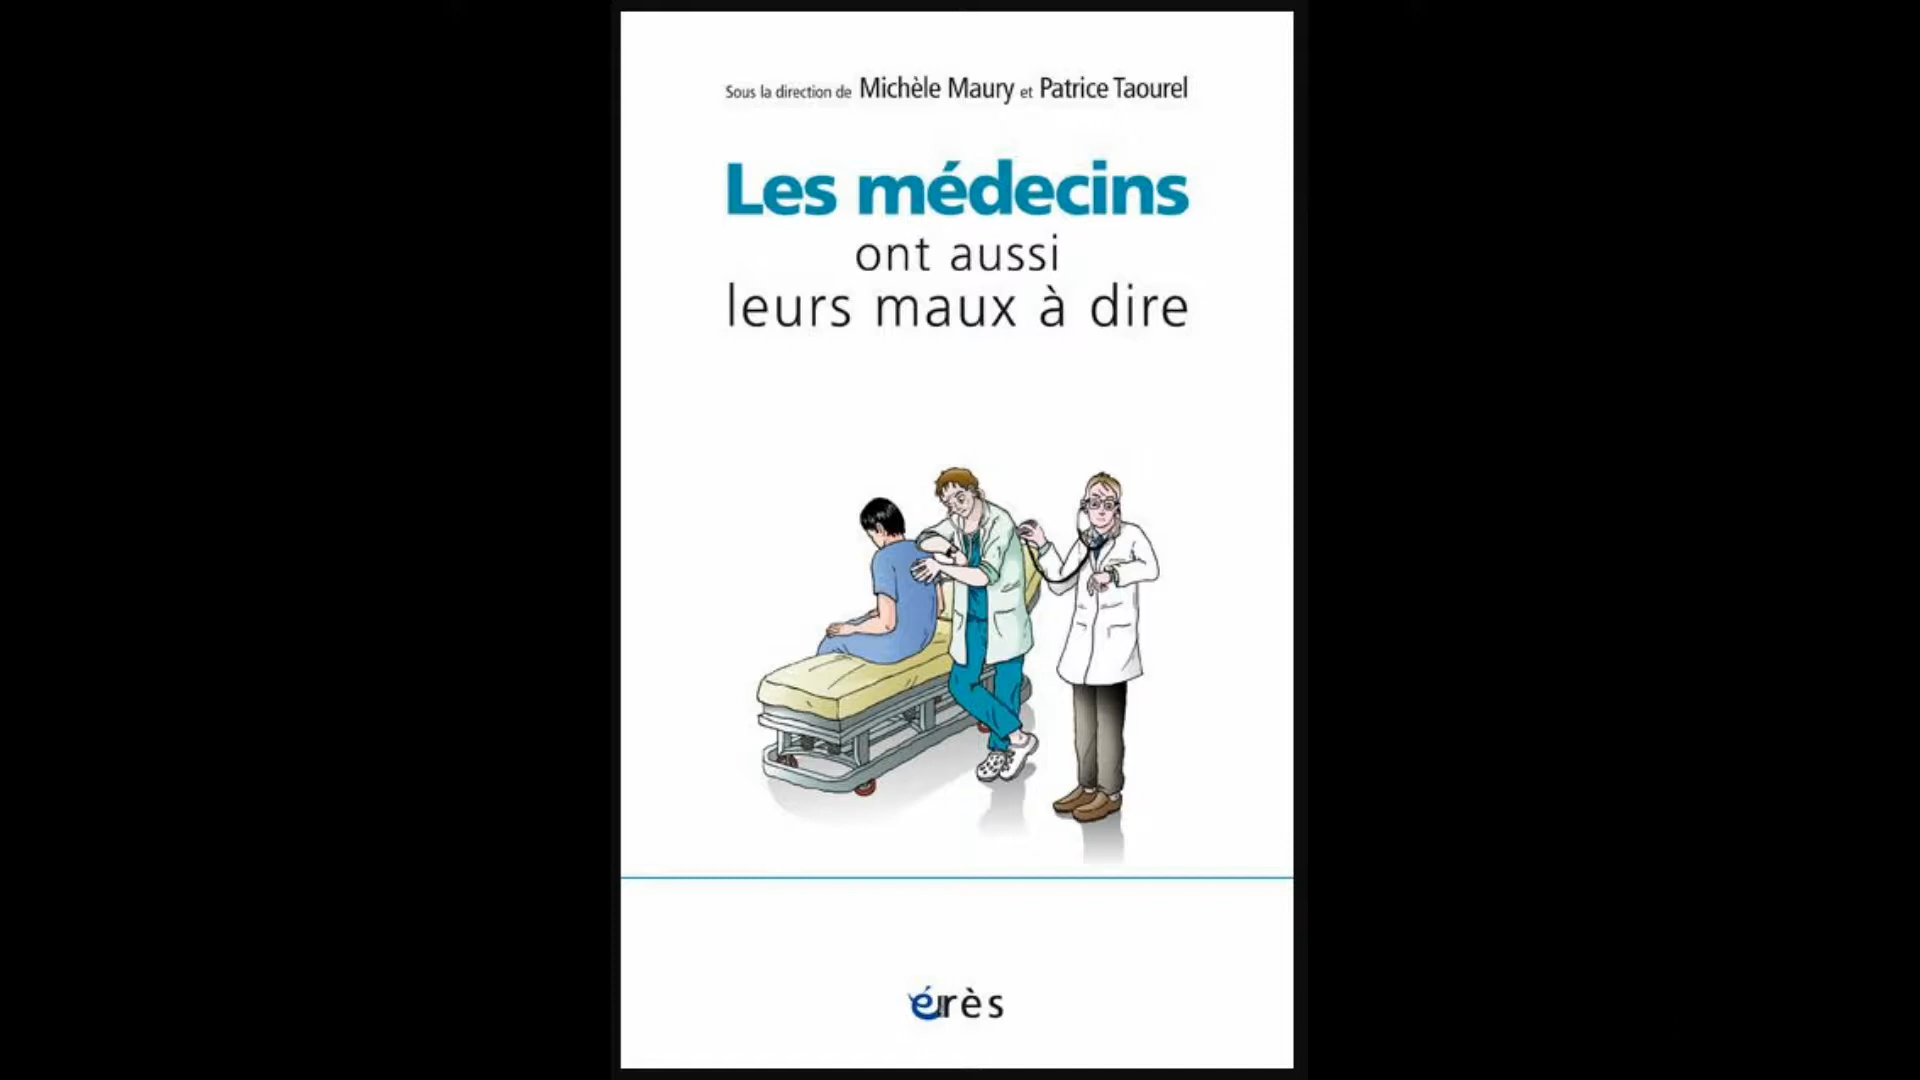 Sous la direction de Michèle Maury et Patrice Taourel
Les médecins
ont aussi
leurs maux à dire
érès